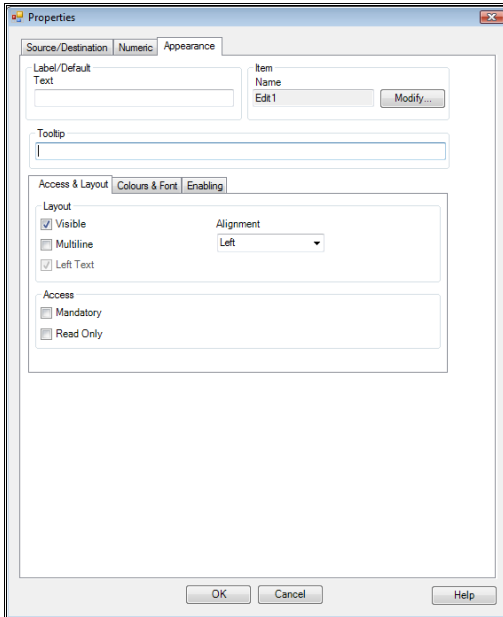 Properties
Source/Destination Numeric Appearance
Label/Default Item
Text Name
Edit1 Modify...
Tooltip
Access & Layout Colours & Font Enabling
Layout
Visible Alignment
Multiline Left
Left Text
Access
Mandatory
Read Only
OK Cancel Help